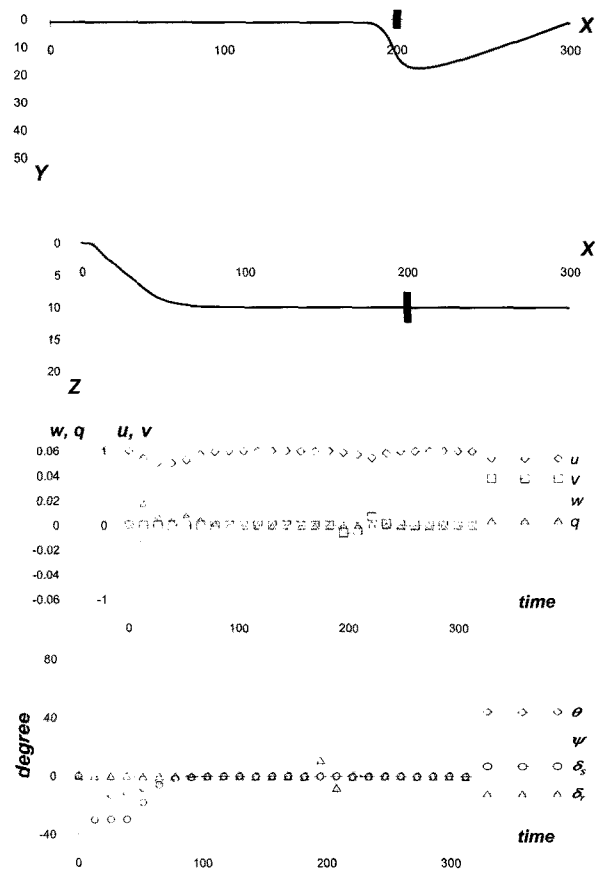 0 X
0 100 200 300
10
20
30
40
50
Y
0 X
0 100 200 300
5
10
15
20
Z
w, q u, v
0.06 1 u
0.04 v
0.02 w
0 0 q
-0.02
-0.04
-0.06 -1 time
0 100 200 300
80
40 θ
ψ
degree
0 δs
δr
-40 time
0 100 200 300